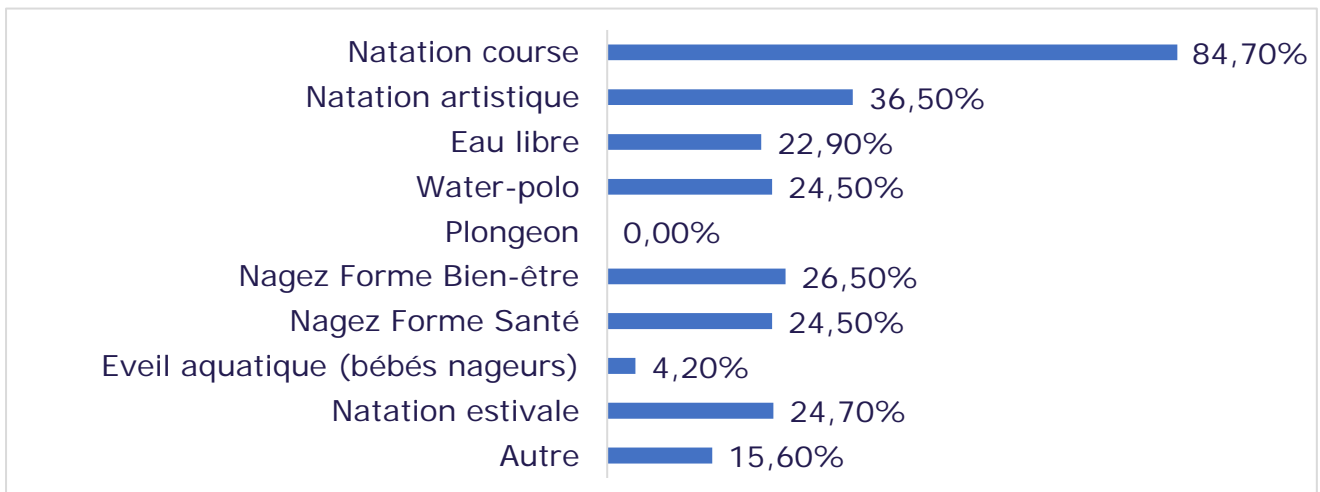 Natation course 84,70%
Natation artistique 36,50%
Eau libre 22,90%
Water-polo 24,50%
Plongeon 0,00%
Nagez Forme Bien-être 26,50%
Nagez Forme Santé 24,50%
Eveil aquatique (bébés nageurs) 4,20%
Natation estivale 24,70%
Autre 15,60%